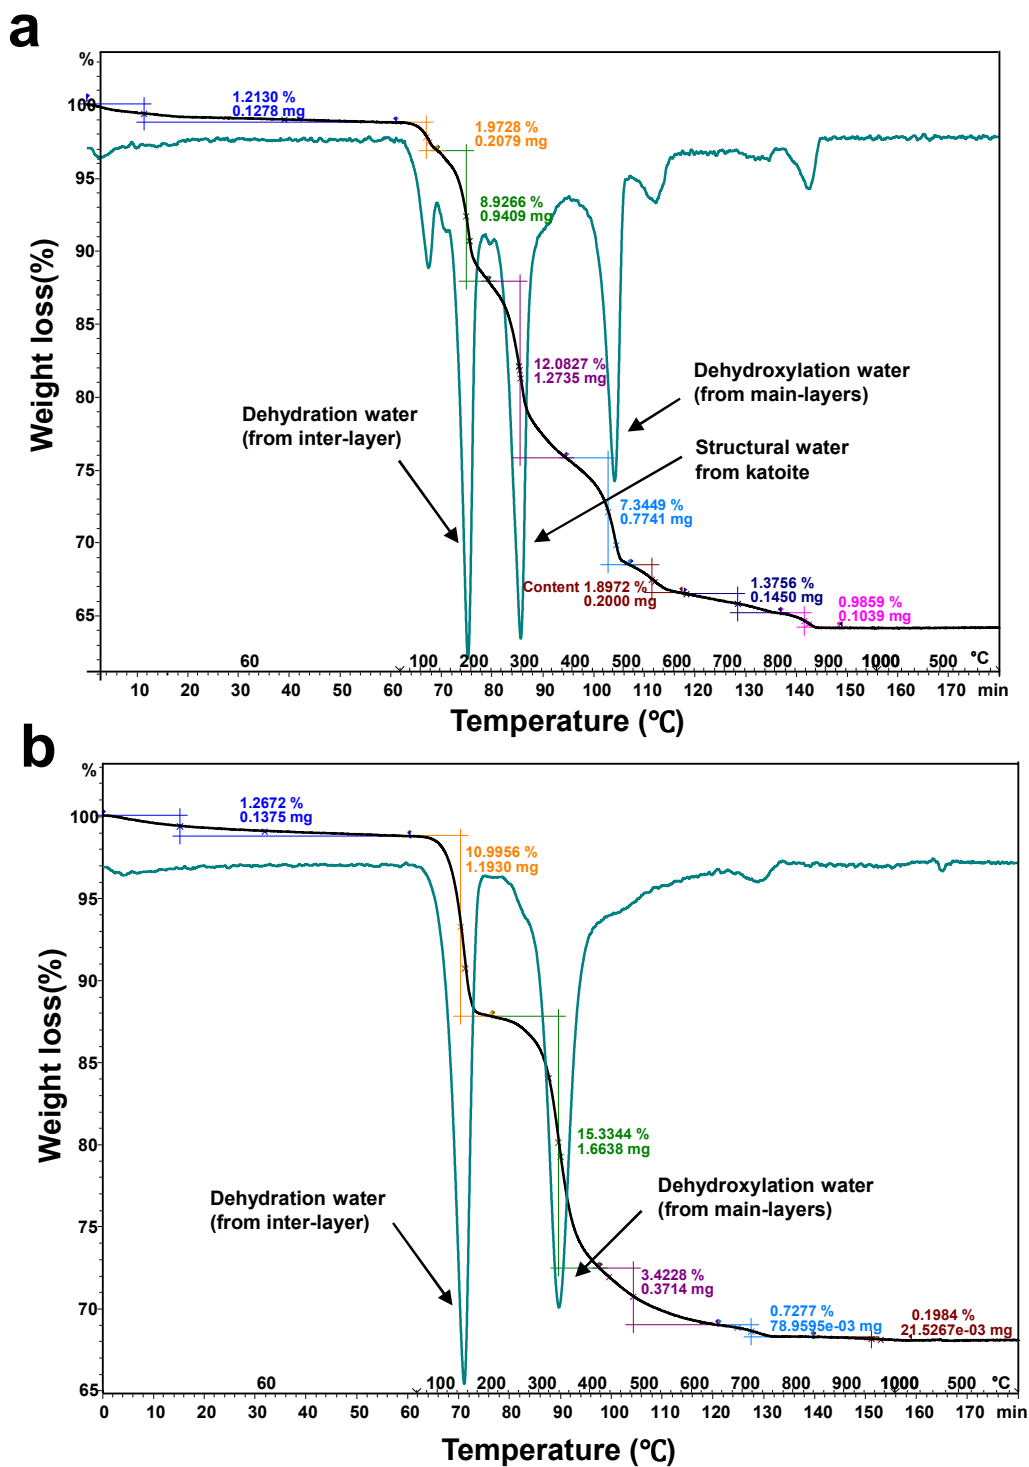 a
%
100
95
90
85
80
75
70
65
Weight loss(%)
1.2130 %
0.1278 mg
1.9728 %
0.2079 mg
8.9266 %
0.9409 mg
12.0827 %
1.2735 mg
Dehydroxylation water
(from main-layers)
Dehydration water
(from inter-layer)
Structural water
from katoite
7.3449 %
0.7741 mg
Content 1.8972 %
0.2000 mg
1.3756 %
0.1450 mg
0.9859 %
0.1039 mg
60 100 200 300 400 500 600 700 800 900 1000 500 °C
10 20 30 40 50 60 70 80 90 100 110 120 130 140 150 160 170 min
Temperature (℃)
b
%
100
95
90
85
80
75
70
65
Weight loss(%)
1.2672 %
0.1375 mg
10.9956 %
1.1930 mg
15.3344 %
1.6638 mg
Dehydration water
(from inter-layer)
Dehydroxylation water
(from main-layers)
3.4228 %
0.3714 mg
0.7277 %
78.9595e-03 mg
0.1984 %
21.5267e-03 mg
60 100 200 300 400 500 600 700 800 900 1000 500 °C
0 10 20 30 40 50 60 70 80 90 100 110 120 130 140 150 160 170 min
Temperature (℃)